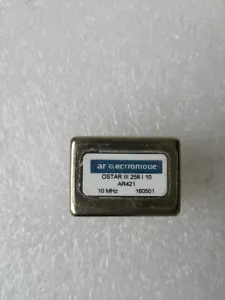 ar ELECTRONIQUE
OSTAR III 258 I 10
AR421
10 MHz 160501